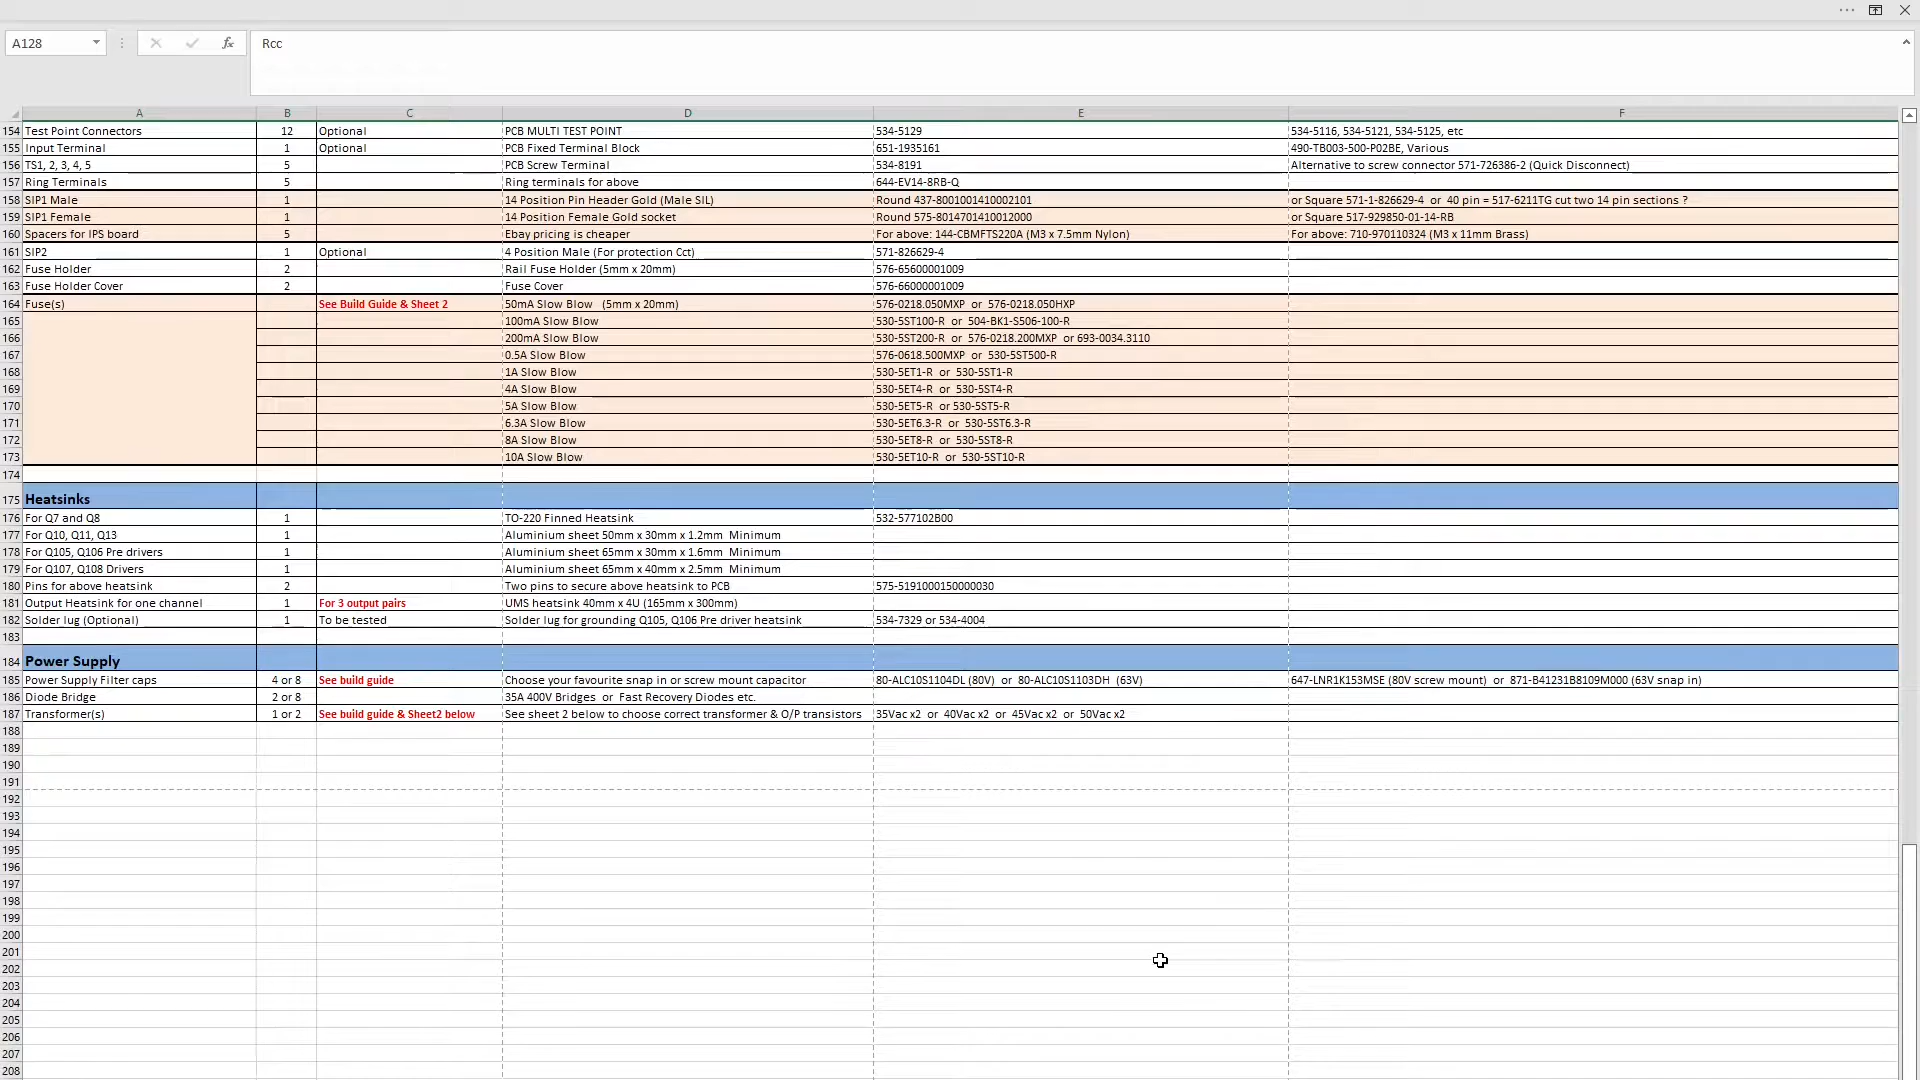 A128 fx Rcc
A B C D E F
154 Test Point Connectors 12 Optional PCB MULTI TEST POINT 534-5129 534-5116, 534-5121, 534-5125, etc
155 Input Terminal 1 Optional PCB Fixed Terminal Block 651-1935161 490-TB003-500-P02BE, Various
156 TS1, 2, 3, 4, 5 5 PCB Screw Terminal 534-8191 Alternative to screw connector 571-726386-2 (Quick Disconnect)
157 Ring Terminals 5 Ring terminals for above 644-EV14-8RB-Q
158 SIP1 Male 1 14 Position Pin Header Gold (Male SIL) Round 437-8001001410002101 or Square 571-1-826629-4 or 40 pin = 517-6211TG cut two 14 pin sections ?
159 SIP1 Female 1 14 Position Female Gold socket Round 575-8014701410012000 or Square 517-929850-01-14-RB
160 Spacers for IPS board 5 Ebay pricing is cheaper For above: 144-CBMFTS220A (M3 x 7.5mm Nylon) For above: 710-970110324 (M3 x 11mm Brass)
161 SIP2 1 Optional 4 Position Male (For protection Cct) 571-826629-4
162 Fuse Holder 2 Rail Fuse Holder (5mm x 20mm) 576-65600001009
163 Fuse Holder Cover 2 Fuse Cover 576-66000001009
164 Fuse(s) See Build Guide & Sheet 2 50mA Slow Blow (5mm x 20mm) 576-0218.050MXP or 576-0218.050HXP
165 100mA Slow Blow 530-5ST100-R or 504-BK1-S506-100-R
166 200mA Slow Blow 530-5ST200-R or 576-0218.200MXP or 693-0034.3110
167 0.5A Slow Blow 576-0618.500MXP or 530-5ST500-R
168 1A Slow Blow 530-5ET1-R or 530-5ST1-R
169 4A Slow Blow 530-5ET4-R or 530-5ST4-R
170 5A Slow Blow 530-5ET5-R or 530-5ST5-R
171 6.3A Slow Blow 530-5ET6.3-R or 530-5ST6.3-R
172 8A Slow Blow 530-5ET8-R or 530-5ST8-R
173 10A Slow Blow 530-5ET10-R or 530-5ST10-R
174
175 Heatsinks
176 For Q7 and Q8 1 TO-220 Finned Heatsink 532-577102B00
177 For Q10, Q11, Q13 1 Aluminium sheet 50mm x 30mm x 1.2mm Minimum
178 For Q105, Q106 Pre drivers 1 Aluminium sheet 65mm x 30mm x 1.6mm Minimum
179 For Q107, Q108 Drivers 1 Aluminium sheet 65mm x 40mm x 2.5mm Minimum
180 Pins for above heatsink 2 Two pins to secure above heatsink to PCB 575-5191000150000030
181 Output Heatsink for one channel 1 For 3 output pairs UMS heatsink 40mm x 4U (165mm x 300mm)
182 Solder lug (Optional) 1 To be tested Solder lug for grounding Q105, Q106 Pre driver heatsink 534-7329 or 534-4004
183
184 Power Supply
185 Power Supply Filter caps 4 or 8 See build guide Choose your favourite snap in or screw mount capacitor 80-ALC10S1104DL (80V) or 80-ALC10S1103DH (63V) 647-LNR1K153MSE (80V screw mount) or 871-B41231B8109M000 (63V snap in)
186 Diode Bridge 2 or 8 35A 400V Bridges or Fast Recovery Diodes etc.
187 Transformer(s) 1 or 2 See build guide & Sheet2 below See sheet 2 below to choose correct transformer & O/P transistors 35Vac x2 or 40Vac x2 or 45Vac x2 or 50Vac x2
188
189
190
191
192
193
194
195
196
197
198
199
200
201
202
203
204
205
206
207
208